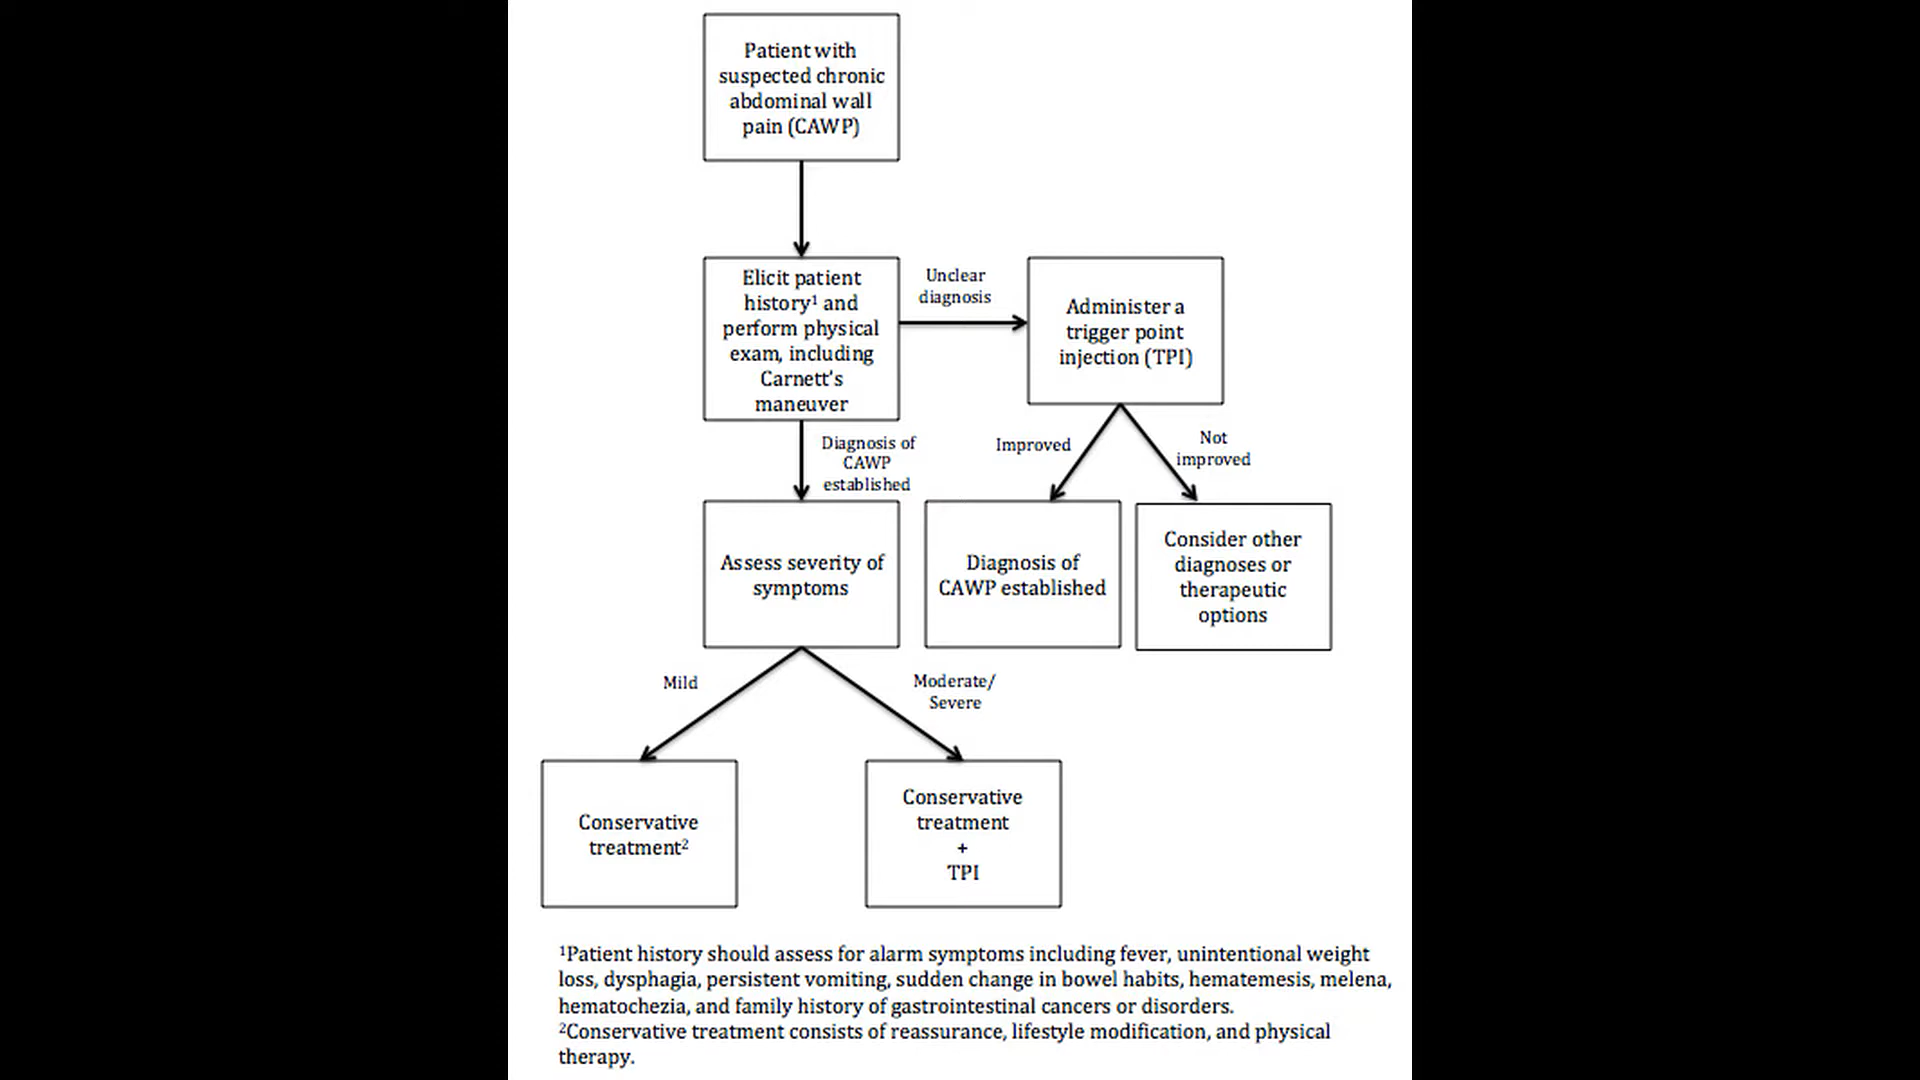 Patient with
suspected chronic
abdominal wall
pain (CAWP)
Elicit patient
history¹ and
perform physical
exam, including
Carnett's
maneuver
Unclear
diagnosis
Administer a
trigger point
injection (TPI)
Diagnosis of
CAWP
established
Improved
Not
improved
Assess severity of
symptoms
Diagnosis of
CAWP established
Consider other
diagnoses or
therapeutic
options
Mild
Moderate/
Severe
Conservative
treatment²
Conservative
treatment
+
TPI
¹Patient history should assess for alarm symptoms including fever, unintentional weight
loss, dysphagia, persistent vomiting, sudden change in bowel habits, hematemesis, melena,
hematochezia, and family history of gastrointestinal cancers or disorders.
²Conservative treatment consists of reassurance, lifestyle modification, and physical
therapy.